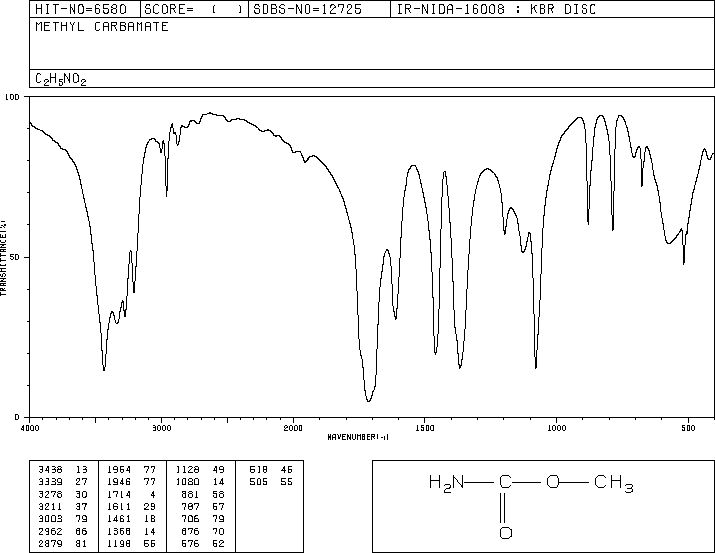 HIT-NO=6580 SCORE= ( ) SDBS-NO=12725 IR-NIDA-16008 : KBR DISC
METHYL CARBAMATE
C2H5NO2
100
50
0
TRANSMITTANCE(%)
4000 3000 2000 1500 1000 500
WAVENUMBER(-1)
3438 13 1954 77 1128 49 518 46
3339 27 1946 77 1080 14 505 55
3278 30 1714 4 881 58
3211 37 1611 29 787 57
3003 79 1461 18 706 79
2962 66 1368 14 676 70
2879 81 1198 55 576 52
H2N C O CH3
O